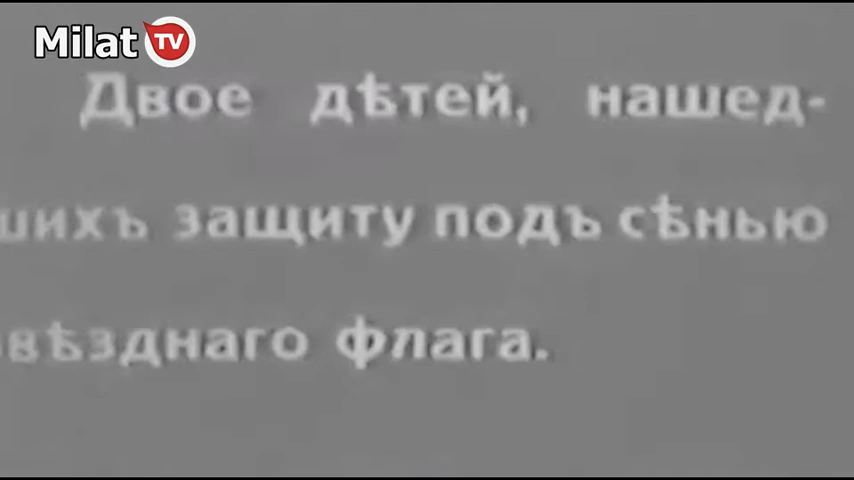 Milat TV
Двое дѣтей, нашед-
шихъ защиту подъ сѣнью
звѣзднаго флага.